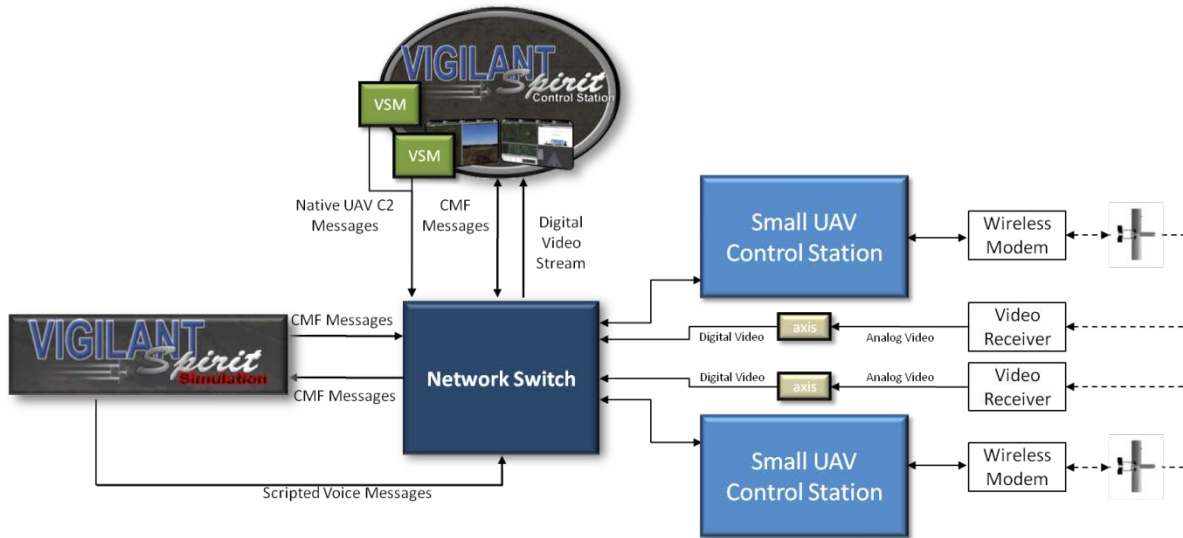 VIGILANT
Spirit
Control Station
VSM
VSM
Native UAV C2
Messages
CMF
Messages
Digital
Video
Stream
Small UAV
Control Station
Wireless
Modem
CMF Messages
VIGILANT
Spirit
Simulation
Network Switch
CMF Messages
Digital Video
axis
Analog Video
Video
Receiver
Digital Video
axis
Analog Video
Video
Receiver
Small UAV
Control Station
Wireless
Modem
Scripted Voice Messages